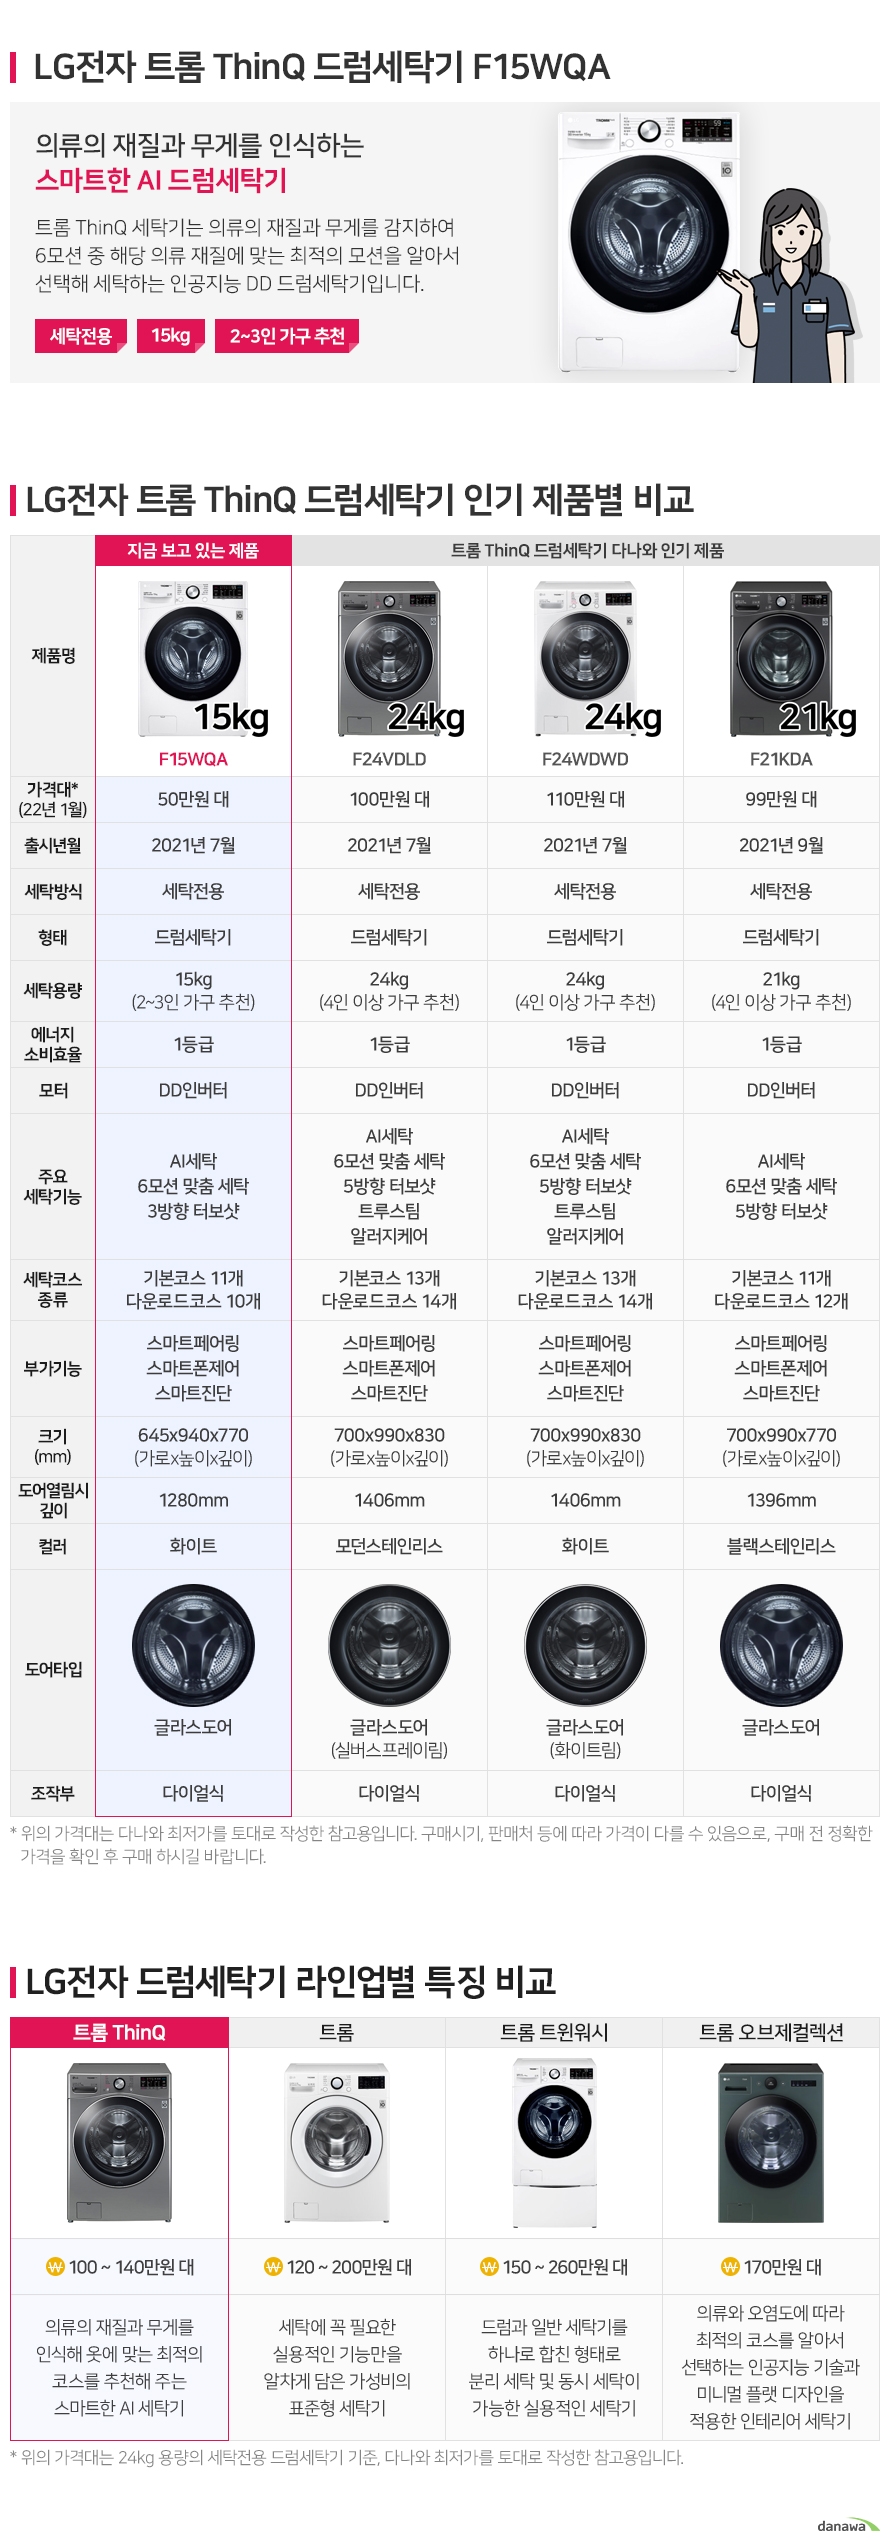 LG전자 트롬 ThinQ 드럼세탁기 F15WQA
의류의 재질과 무게를 인식하는
스마트한 AI 드럼세탁기
트롬 ThinQ 세탁기는 의류의 재질과 무게를 감지하여
6모션 중 해당 의류 재질에 맞는 최적의 모션을 알아서
선택해 세탁하는 인공지능 DD 드럼세탁기입니다.
세탁전용 15kg 2~3인 가구 추천
LG전자 트롬 ThinQ 드럼세탁기 인기 제품별 비교
지금 보고 있는 제품 트롬 ThinQ 드럼세탁기 다나와 인기 제품
제품명
15kg 24kg 24kg 21kg
F15WQA F24VDLD F24WDWD F21KDA
가격대*
(22년 1월)
50만원 대 100만원 대 110만원 대 99만원 대
출시년월 2021년 7월 2021년 7월 2021년 7월 2021년 9월
세탁방식 세탁전용 세탁전용 세탁전용 세탁전용
형태 드럼세탁기 드럼세탁기 드럼세탁기 드럼세탁기
세탁용량
15kg 24kg 24kg 21kg
(2~3인 가구 추천) (4인 이상 가구 추천) (4인 이상 가구 추천) (4인 이상 가구 추천)
에너지
소비효율
1등급 1등급 1등급 1등급
모터 DD인버터 DD인버터 DD인버터 DD인버터
주요
세탁기능
AI세탁
6모션 맞춤 세탁
3방향 터보샷
AI세탁
6모션 맞춤 세탁
5방향 터보샷
트루스팀
알러지케어
AI세탁
6모션 맞춤 세탁
5방향 터보샷
트루스팀
알러지케어
AI세탁
6모션 맞춤 세탁
5방향 터보샷
세탁코스
종류
기본코스 11개 기본코스 13개 기본코스 13개 기본코스 11개
다운로드코스 10개 다운로드코스 14개 다운로드코스 14개 다운로드코스 12개
부가기능
스마트페어링 스마트페어링 스마트페어링 스마트페어링
스마트폰제어 스마트폰제어 스마트폰제어 스마트폰제어
스마트진단 스마트진단 스마트진단 스마트진단
크기
(mm)
645x940x770 700x990x830 700x990x830 700x990x770
(가로x높이x깊이) (가로x높이x깊이) (가로x높이x깊이) (가로x높이x깊이)
도어열림시
깊이
1280mm 1406mm 1406mm 1396mm
컬러 화이트 모던스테인리스 화이트 블랙스테인리스
도어타입
글라스도어 글라스도어 글라스도어 글라스도어
(실버스프레이림) (화이트림)
조작부 다이얼식 다이얼식 다이얼식 다이얼식
* 위의 가격대는 다나와 최저가를 토대로 작성한 참고용입니다. 구매시기, 판매처 등에 따라 가격이 다를 수 있음으로, 구매 전 정확한
가격을 확인 후 구매 하시길 바랍니다.
LG전자 드럼세탁기 라인업별 특징 비교
트롬 ThinQ 트롬 트롬 트윈워시 트롬 오브제컬렉션
₩ 100 ~ 140만원 대 ₩ 120 ~ 200만원 대 ₩ 150 ~ 260만원 대 ₩ 170만원 대
의류의 재질과 무게를
인식해 옷에 맞는 최적의
코스를 추천해 주는
스마트한 AI 세탁기
세탁에 꼭 필요한
실용적인 기능만을
알차게 담은 가성비의
표준형 세탁기
드럼과 일반 세탁기를
하나로 합친 형태로
분리 세탁 및 동시 세탁이
가능한 실용적인 세탁기
의류와 오염도에 따라
최적의 코스를 알아서
선택하는 인공지능 기술과
미니멀 플랫 디자인을
적용한 인테리어 세탁기
* 위의 가격대는 24kg 용량의 세탁전용 드럼세탁기 기준, 다나와 최저가를 토대로 작성한 참고용입니다.
danawa